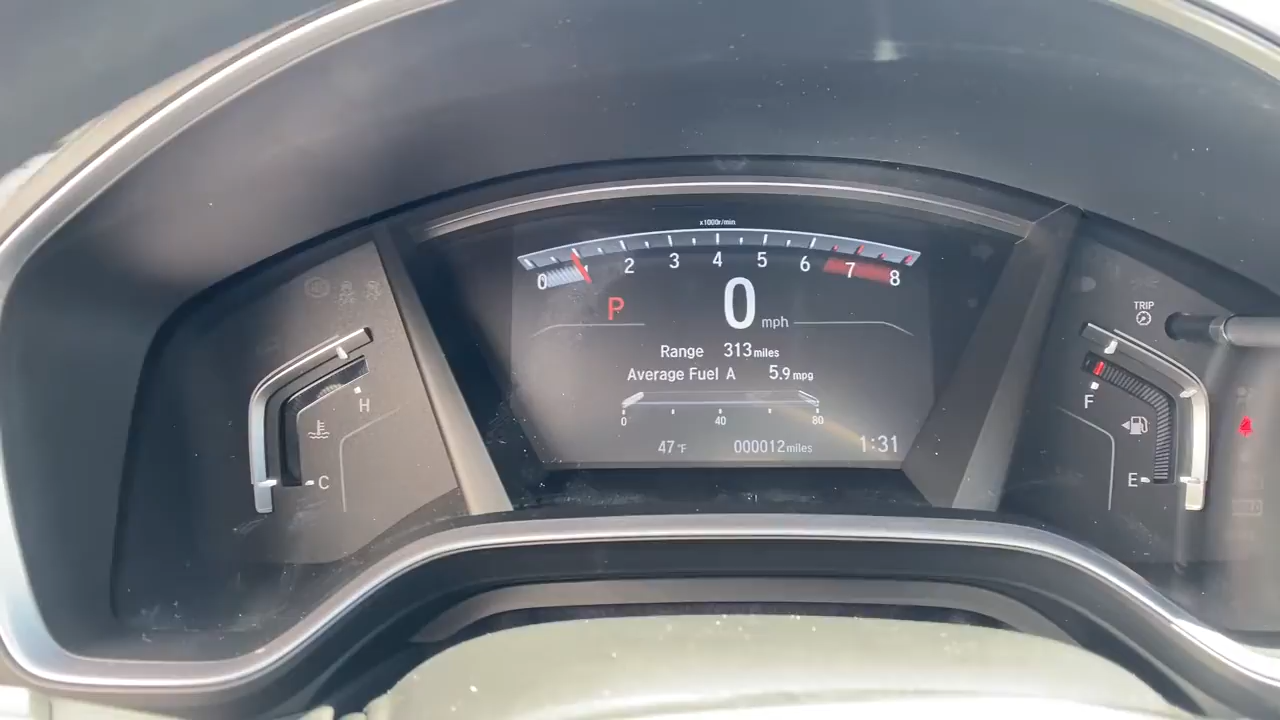 x1000r/min
0 1 2 3 4 5 6 7 8
P
0 mph
TRIP
Range 313 miles
Average Fuel A 5.9 mpg
0 40 80
47°F 000012 miles 1:31
H
C
F
E